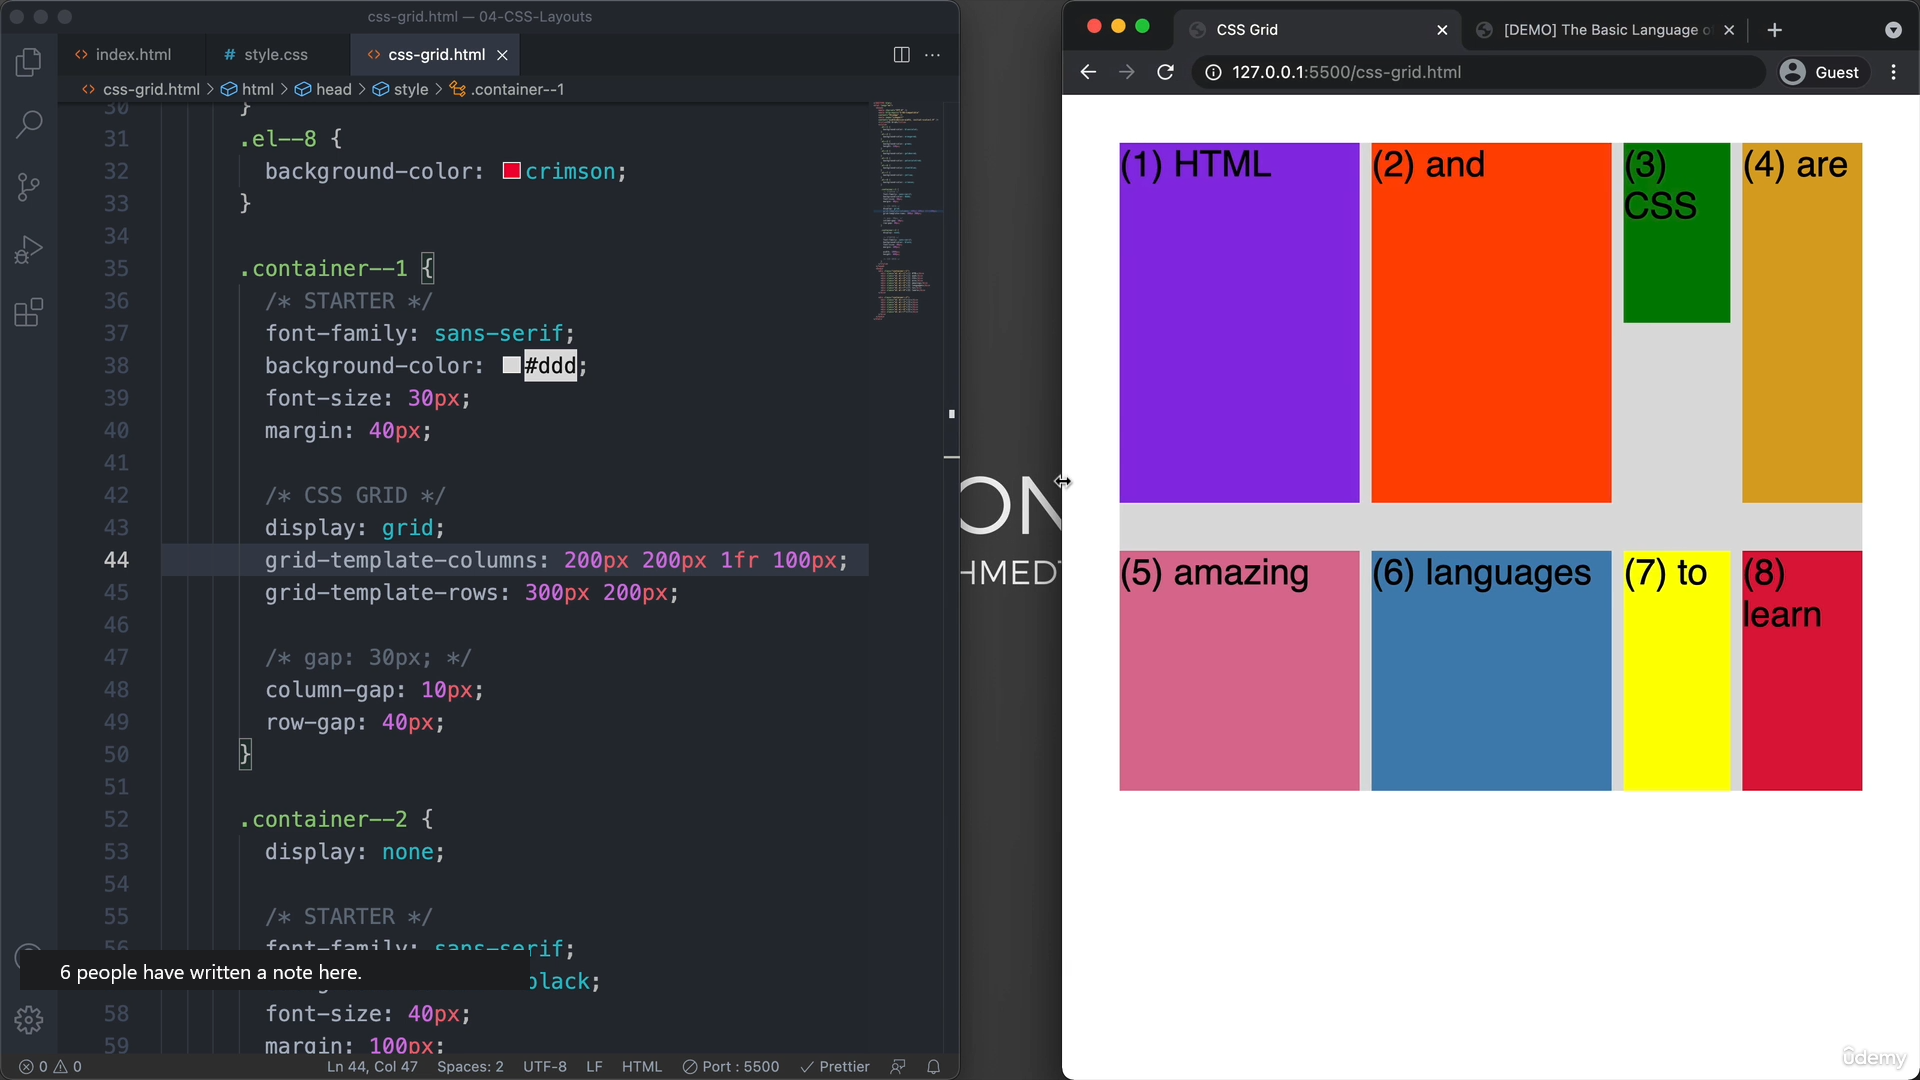 css-grid.html — 04-CSS-Layouts
index.html
# style.css
css-grid.html
css-grid.html > html > head > style > .container--1
30 }
31 .el--8 {
32 background-color: crimson;
33 }
34
35 .container--1 {
36 /* STARTER */
37 font-family: sans-serif;
38 background-color: #ddd;
39 font-size: 30px;
40 margin: 40px;
41
42 /* CSS GRID */
43 display: grid;
44 grid-template-columns: 200px 200px 1fr 100px;
45 grid-template-rows: 300px 200px;
46
47 /* gap: 30px; */
48 column-gap: 10px;
49 row-gap: 40px;
50 }
51
52 .container--2 {
53 display: none;
54
55 /* STARTER */
56 font-family: sans-serif;
black;
58 font-size: 40px;
59 margin: 100px;
6 people have written a note here.
0 0
Ln 44, Col 47 Spaces: 2 UTF-8 LF HTML Port : 5500 Prettier
ON
HMED
CSS Grid
[DEMO] The Basic Language o
127.0.0.1:5500/css-grid.html
Guest
(1) HTML
(2) and
(3)
CSS
(4) are
(5) amazing
(6) languages
(7) to
(8)
learn
ûdemy